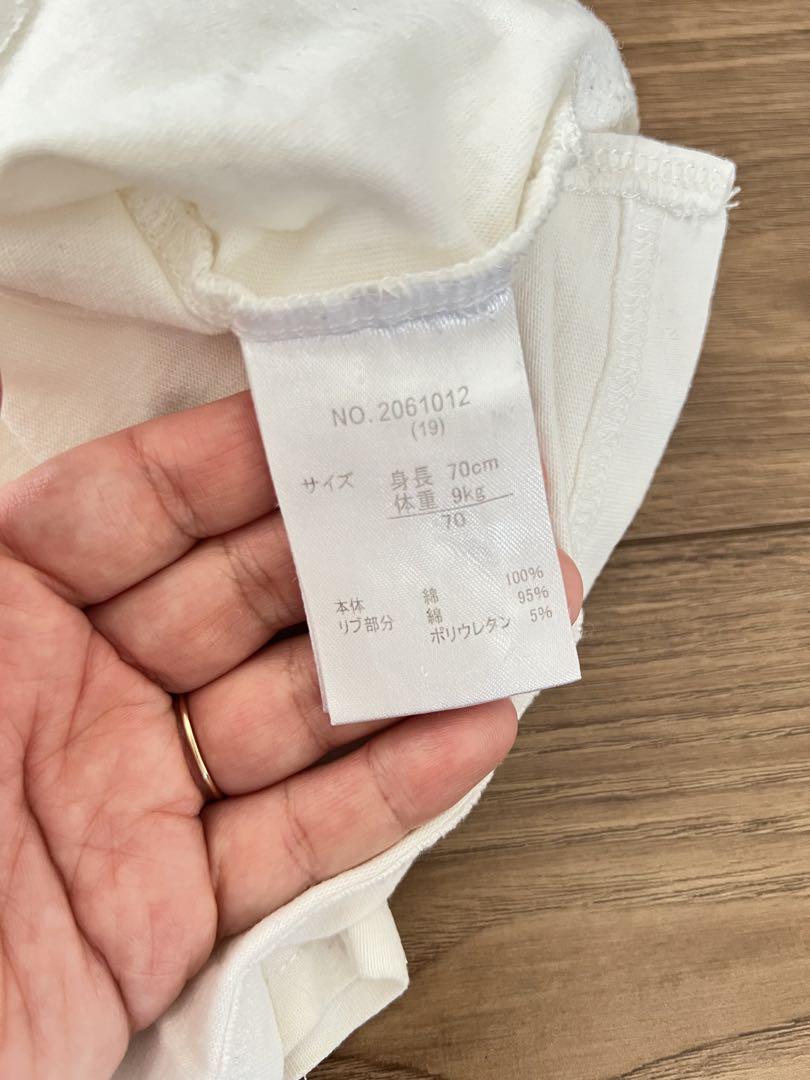 NO. 2061012
(19)
サイズ 身長 70cm
体重 9kg
70
本体 綿 100%
リブ部分 綿 95%
ポリウレタン 5%